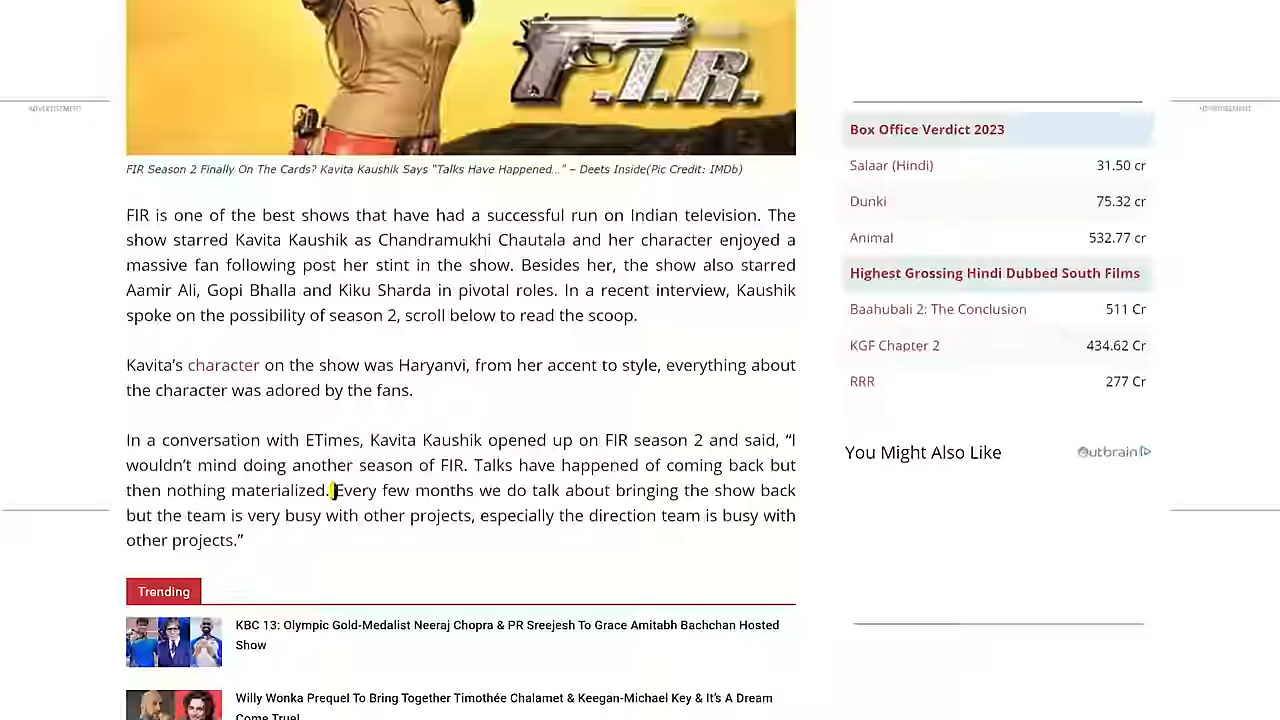 F.I.R.
ADVERTISEMENT
ADVERTISEMENT
FIR Season 2 Finally On The Cards? Kavita Kaushik Says “Talks Have Happened…” – Deets Inside(Pic Credit: IMDb)
FIR is one of the best shows that have had a successful run on Indian television. The
show starred Kavita Kaushik as Chandramukhi Chautala and her character enjoyed a
massive fan following post her stint in the show. Besides her, the show also starred
Aamir Ali, Gopi Bhalla and Kiku Sharda in pivotal roles. In a recent interview, Kaushik
spoke on the possibility of season 2, scroll below to read the scoop.
Kavita’s character on the show was Haryanvi, from her accent to style, everything about
the character was adored by the fans.
In a conversation with ETimes, Kavita Kaushik opened up on FIR season 2 and said, “I
wouldn’t mind doing another season of FIR. Talks have happened of coming back but
then nothing materialized. Every few months we do talk about bringing the show back
but the team is very busy with other projects, especially the direction team is busy with
other projects.”
Trending
KBC 13: Olympic Gold-Medalist Neeraj Chopra & PR Sreejesh To Grace Amitabh Bachchan Hosted
Show
Willy Wonka Prequel To Bring Together Timothée Chalamet & Keegan-Michael Key & It’s A Dream
Come True!
Box Office Verdict 2023
Salaar (Hindi) 31.50 cr
Dunki 75.32 cr
Animal 532.77 cr
Highest Grossing Hindi Dubbed South Films
Baahubali 2: The Conclusion 511 Cr
KGF Chapter 2 434.62 Cr
RRR 277 Cr
You Might Also Like
Outbrain